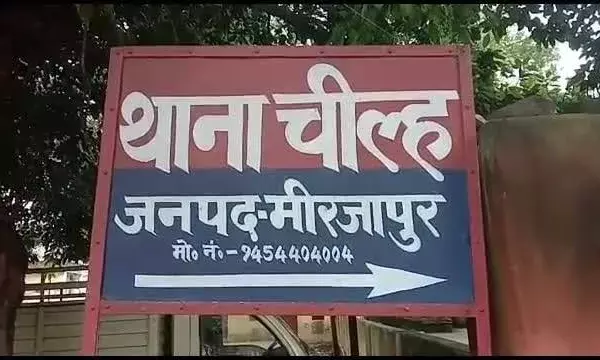 थाना चील्ह
जनपद-मीरजापुर
मो० नं०-9454404004